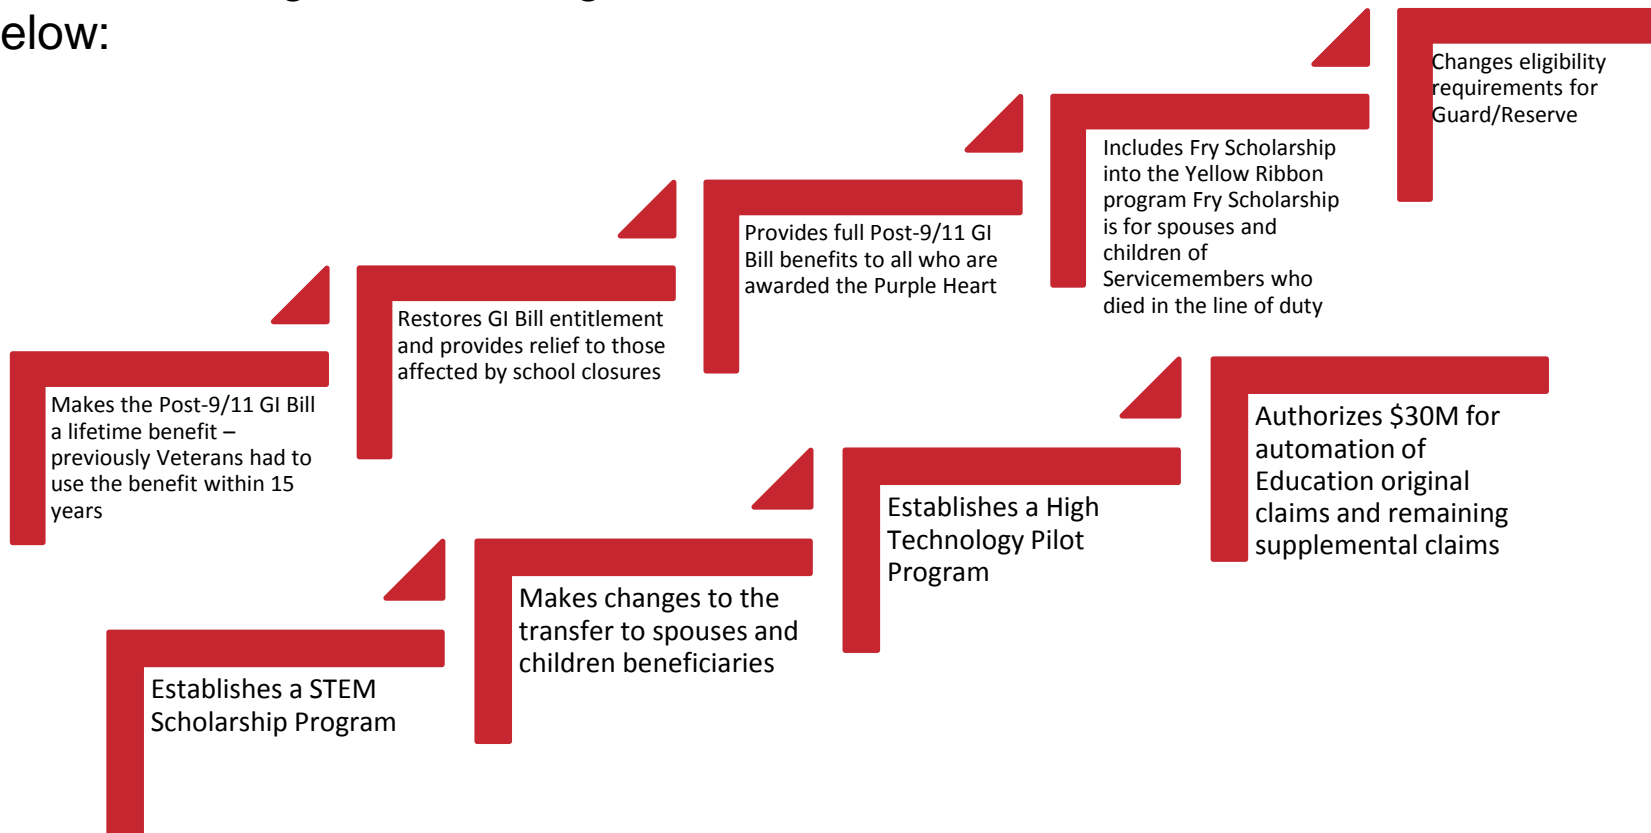 elow:
Makes the Post-9/11 GI Bill
a lifetime benefit –
previously Veterans had to
use the benefit within 15
years
Restores GI Bill entitlement
and provides relief to those
affected by school closures
Provides full Post-9/11 GI
Bill benefits to all who are
awarded the Purple Heart
Includes Fry Scholarship
into the Yellow Ribbon
program Fry Scholarship
is for spouses and
children of
Servicemembers who
died in the line of duty
Changes eligibility
requirements for
Guard/Reserve
Establishes a STEM
Scholarship Program
Makes changes to the
transfer to spouses and
children beneficiaries
Establishes a High
Technology Pilot
Program
Authorizes $30M for
automation of
Education original
claims and remaining
supplemental claims